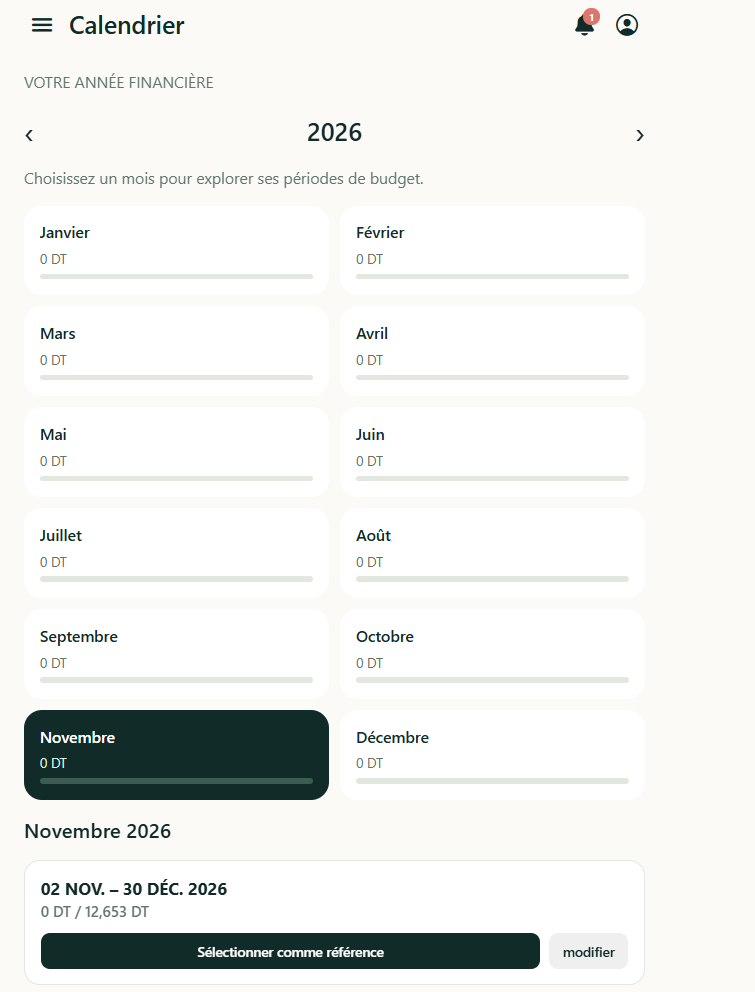 Calendrier
1
VOTRE ANNÉE FINANCIÈRE
‹ 2026 ›
Choisissez un mois pour explorer ses périodes de budget.
Janvier
0 DT
Février
0 DT
Mars
0 DT
Avril
0 DT
Mai
0 DT
Juin
0 DT
Juillet
0 DT
Août
0 DT
Septembre
0 DT
Octobre
0 DT
Novembre
0 DT
Décembre
0 DT
Novembre 2026
02 NOV. – 30 DÉC. 2026
0 DT / 12,653 DT
Sélectionner comme référence
modifier